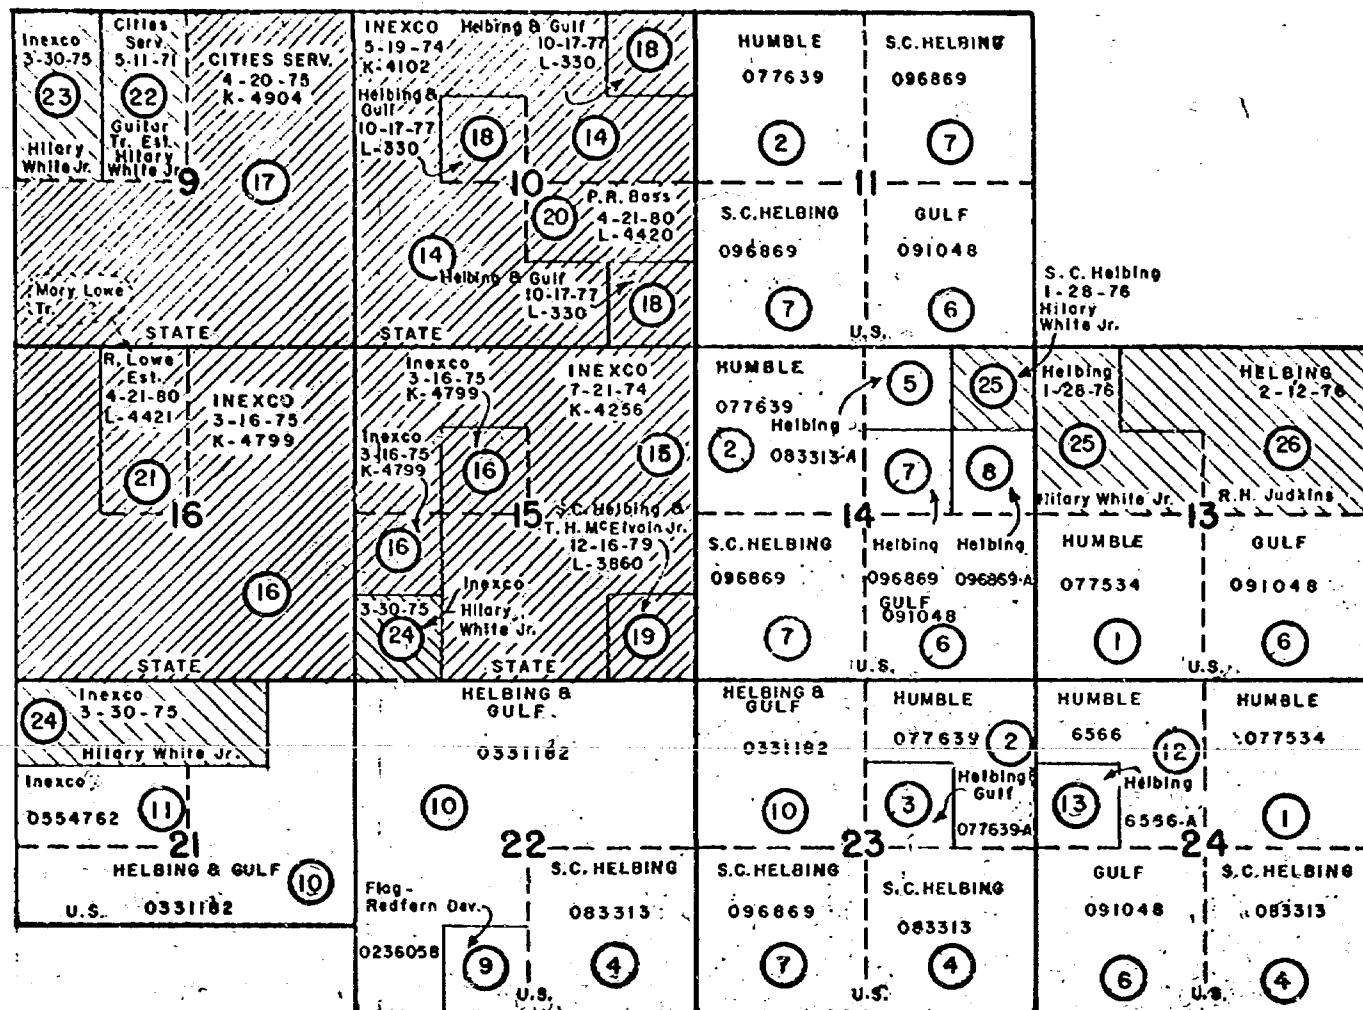 Inexco
3-30-75
23
Hilary
White Jr.
Cities
Serv.
5-11-71
22
Guitar
Tr. Est.
Hilary
White Jr.
9
CITIES SERV.
4-20-75
K-4904
17
Mary Lowe
Tr.
STATE
INEXCO
5-19-74
K-4102
Helbing & Gulf
10-17-77
L-330
18
Helbing &
Gulf
10-17-77
L-330
18
14
10
20
P.R. Bass
4-21-80
L-4420
14
Helbing & Gulf
10-17-77
L-330
18
STATE
HUMBLE
077639
2
S.C. HELBING
096869
7
11
S.C. HELBING
096869
7
GULF
091048
6
U.S.
S. C. Helbing
1-28-76
Hilary
White Jr.
R. Lowe
Est.
4-21-80
L-4421
21
16
INEXCO
3-16-75
K-4799
16
STATE
Inexco
3-16-75
K-4799
INEXCO
7-21-74
K-4256
15
Inexco
3-16-75
K-4799
16
16
15
S.C. Helbing &
T. H. McElvain Jr.
12-16-79
L-3860
19
3-30-75
24
Inexco
Hilary
White Jr.
STATE
HUMBLE
077639
2
Helbing
083313-A
5
25
7
8
14
S.C. HELBING
096869
7
Helbing
096869
Helbing
096869-A
GULF
091048
6
U.S.
Helbing
1-28-76
25
Hilary White Jr.
HELBING
2-12-76
26
R.H. Judkins
13
HUMBLE
077534
1
GULF
091048
6
U.S.
24
Inexco
3-30-75
Hilary White Jr.
Inexco
0554762
11
21
HELBING & GULF
0331182
10
U.S.
HELBING &
GULF
0331182
10
22
Flag-
Redfern Dev.
0236058
9
S.C. HELBING
083313
4
U.S.
HELBING &
GULF
0331182
10
HUMBLE
077639
2
3
Helbing &
Gulf
077639-A
23
S.C. HELBING
096869
7
S.C. HELBING
083313
4
U.S.
HUMBLE
6566
12
13
Helbing
6566-A
HUMBLE
077534
1
24
GULF
091048
6
S.C. HELBING
083313
4
U.S.